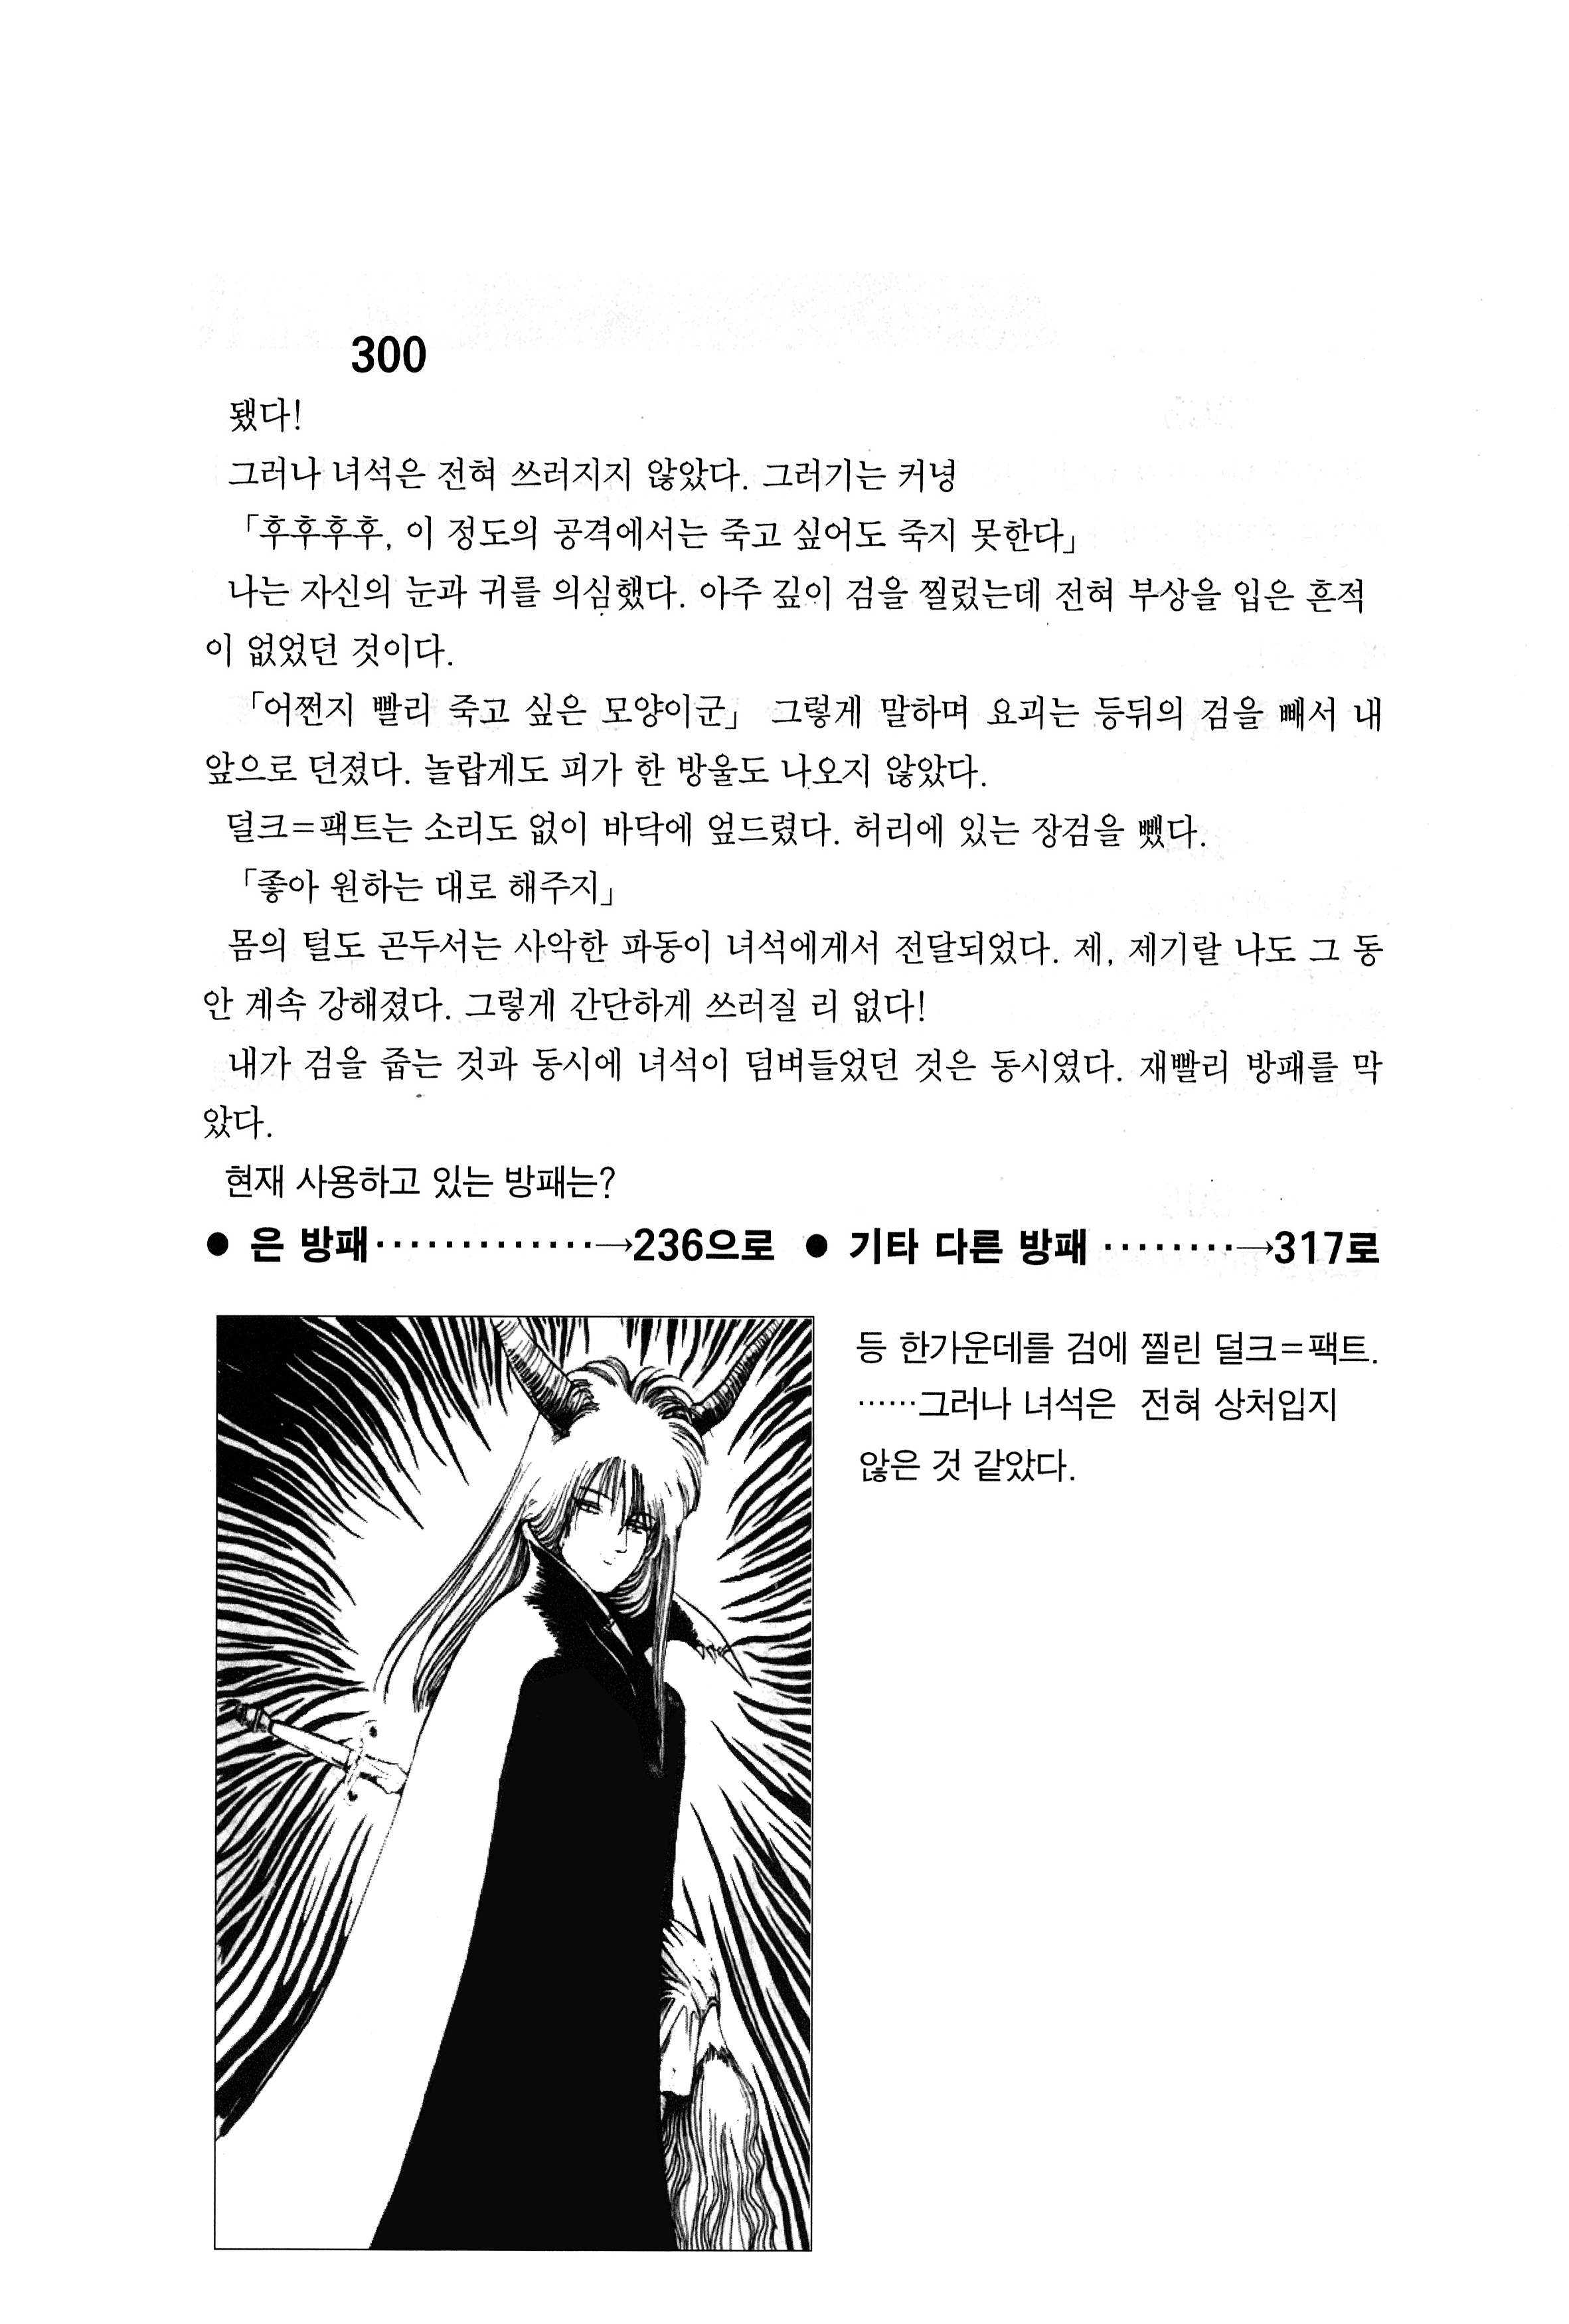 300
됐다!
그러나 녀석은 전혀 쓰러지지 않았다. 그러기는 커녕
「후후후후, 이 정도의 공격에서는 죽고 싶어도 죽지 못한다」
나는 자신의 눈과 귀를 의심했다. 아주 깊이 검을 찔렀는데 전혀 부상을 입은 흔적
이 없었던 것이다.
「어쩐지 빨리 죽고 싶은 모양이군」 그렇게 말하며 요괴는 등뒤의 검을 빼서 내
앞으로 던졌다. 놀랍게도 피가 한 방울도 나오지 않았다.
덜크=팩트는 소리도 없이 바닥에 엎드렸다. 허리에 있는 장검을 뺐다.
「좋아 원하는 대로 해주지」
몸의 털도 곤두서는 사악한 파동이 녀석에게서 전달되었다. 제, 제기랄 나도 그 동
안 계속 강해졌다. 그렇게 간단하게 쓰러질 리 없다!
내가 검을 줍는 것과 동시에 녀석이 덤벼들었던 것은 동시였다. 재빨리 방패를 막
았다.
현재 사용하고 있는 방패는?
● 은 방패·············→236으로 ● 기타 다른 방패 ········→317로
등 한가운데를 검에 찔린 덜크=팩트.
……그러나 녀석은 전혀 상처입지
않은 것 같았다.